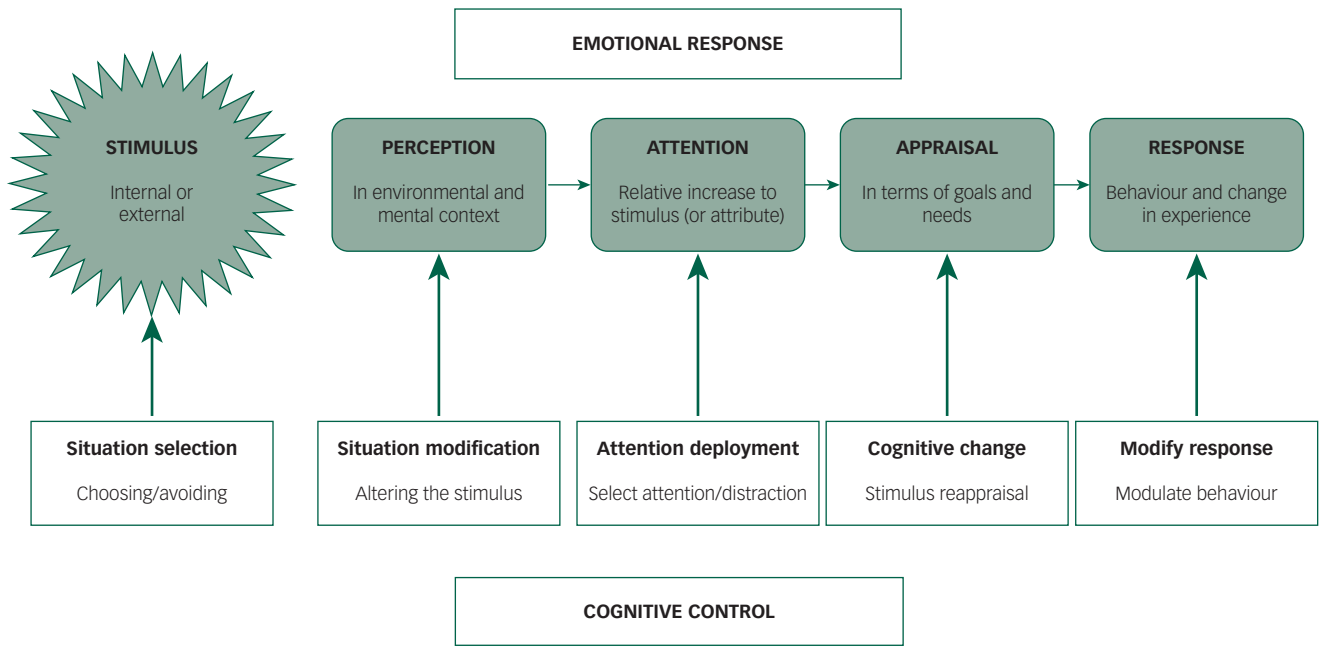 EMOTIONAL RESPONSE
STIMULUS
Internal or
external
PERCEPTION
In environmental and
mental context
ATTENTION
Relative increase to
stimulus (or attribute)
APPRAISAL
In terms of goals and
needs
RESPONSE
Behaviour and change
in experience
Situation selection
Choosing/avoiding
Situation modification
Altering the stimulus
Attention deployment
Select attention/distraction
Cognitive change
Stimulus reappraisal
Modify response
Modulate behaviour
COGNITIVE CONTROL